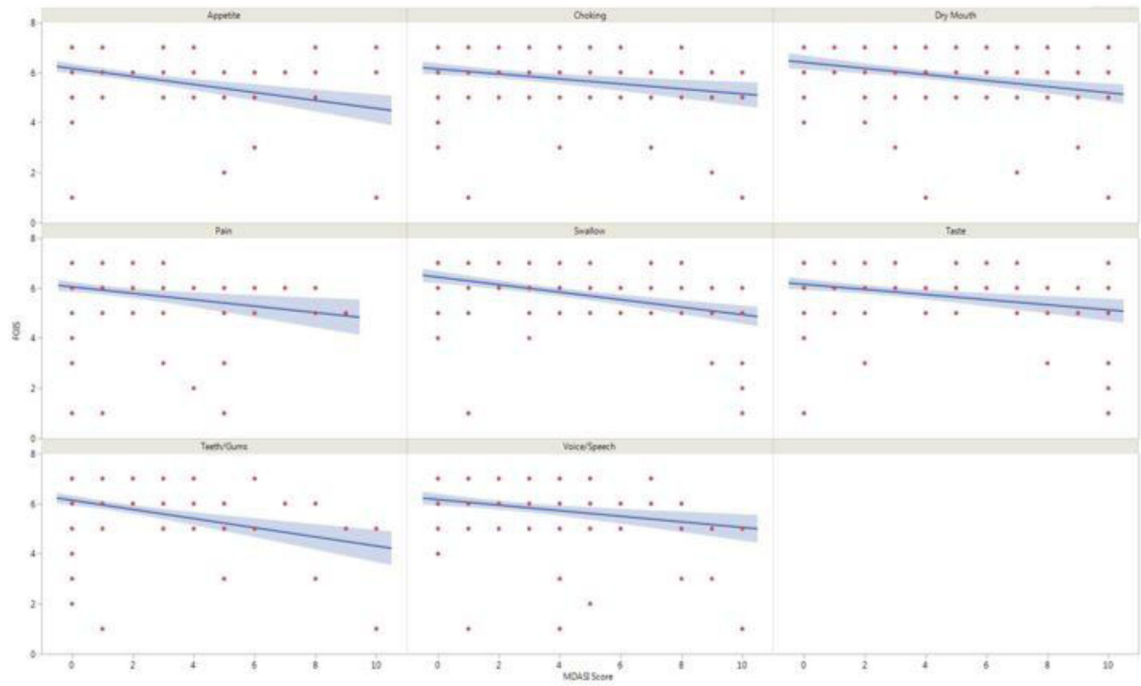 Appetite Choking Dry Mouth
8
6
4
2
0
Pain Swallow Taste
8
6
4
2
0
FOIS
Teeth/Gums Voice/Speech
8
6
4
2
0
0 2 4 6 8 10 0 2 4 6 8 10 0 2 4 6 8 10
MDASI Score